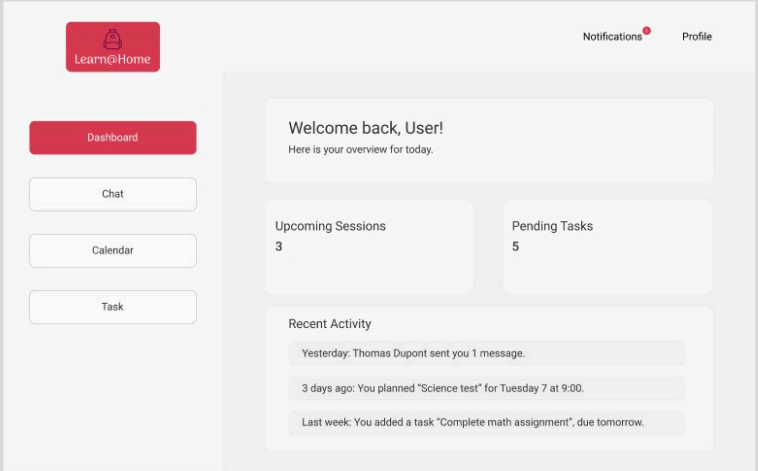 Learn@Home
Notifications
Profile
Dashboard
Chat
Calendar
Task
Welcome back, User!
Here is your overview for today.
Upcoming Sessions
3
Pending Tasks
5
Recent Activity
Yesterday: Thomas Dupont sent you 1 message.
3 days ago: You planned “Science test” for Tuesday 7 at 9:00.
Last week: You added a task “Complete math assignment”, due tomorrow.